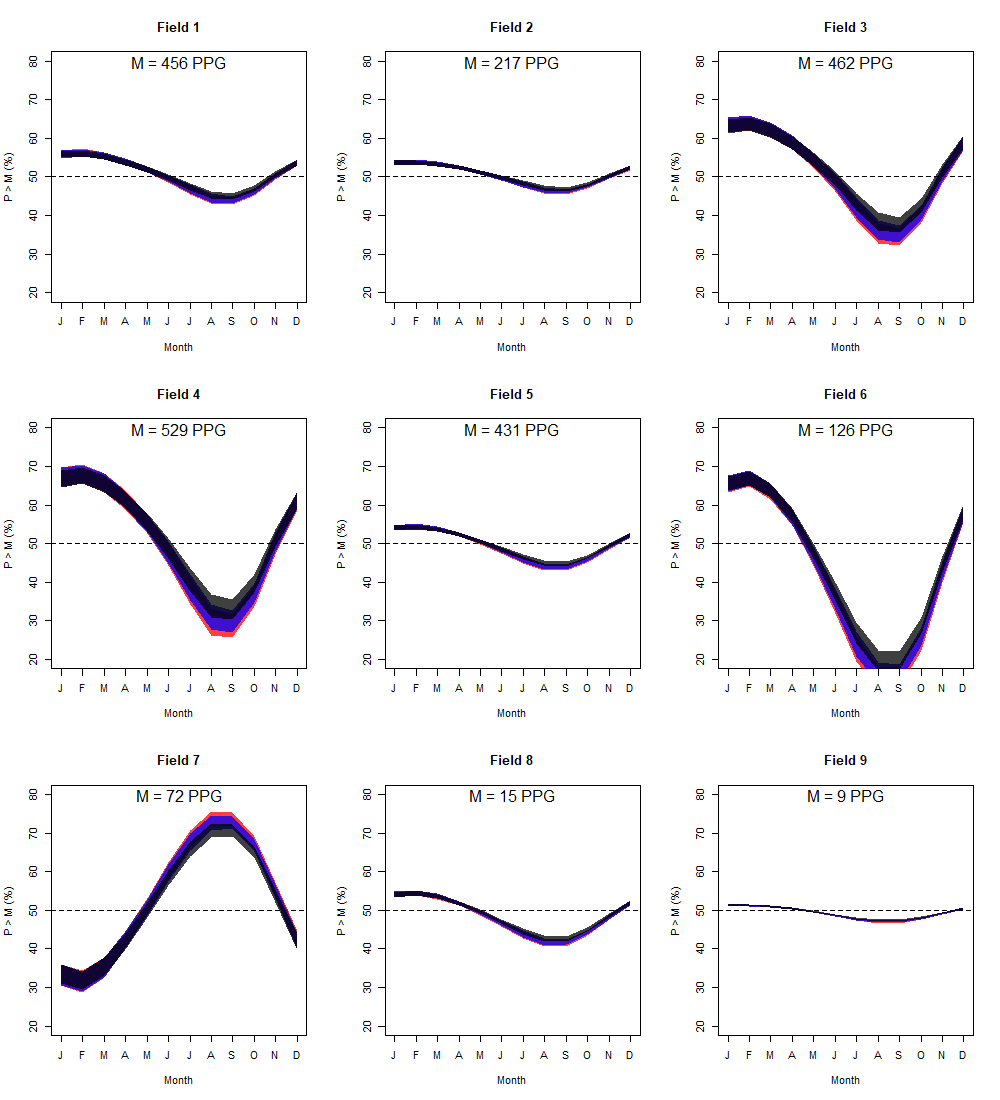 Field 1
M = 456 PPG
P > M (%)
80
70
60
50
40
30
20
J F M A M J J A S O N D
Month
Field 2
M = 217 PPG
P > M (%)
80
70
60
50
40
30
20
J F M A M J J A S O N D
Month
Field 3
M = 462 PPG
P > M (%)
80
70
60
50
40
30
20
J F M A M J J A S O N D
Month
Field 4
M = 529 PPG
P > M (%)
80
70
60
50
40
30
20
J F M A M J J A S O N D
Month
Field 5
M = 431 PPG
P > M (%)
80
70
60
50
40
30
20
J F M A M J J A S O N D
Month
Field 6
M = 126 PPG
P > M (%)
80
70
60
50
40
30
20
J F M A M J J A S O N D
Month
Field 7
M = 72 PPG
P > M (%)
80
70
60
50
40
30
20
J F M A M J J A S O N D
Month
Field 8
M = 15 PPG
P > M (%)
80
70
60
50
40
30
20
J F M A M J J A S O N D
Month
Field 9
M = 9 PPG
P > M (%)
80
70
60
50
40
30
20
J F M A M J J A S O N D
Month